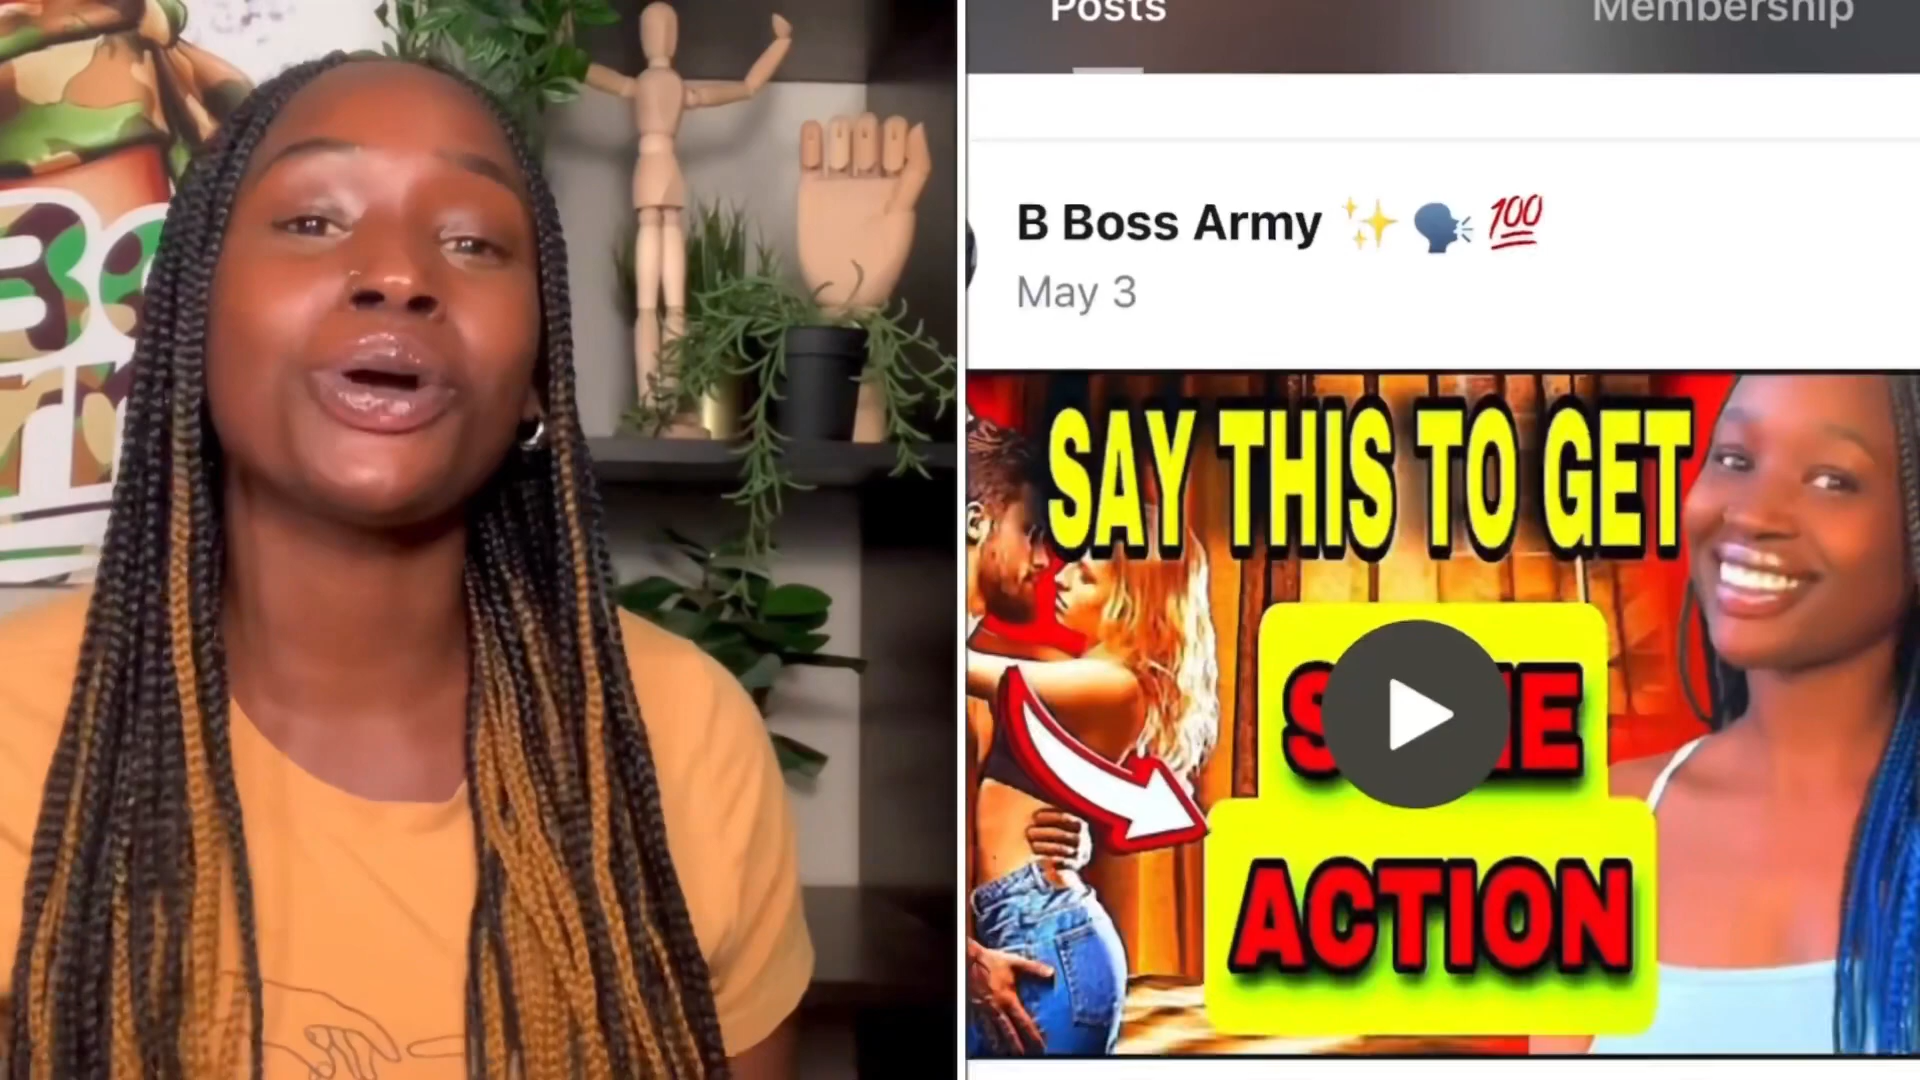 Posts
Membership
B Boss Army ✨🗣️💯
May 3
SAY THIS TO GET
ACTION